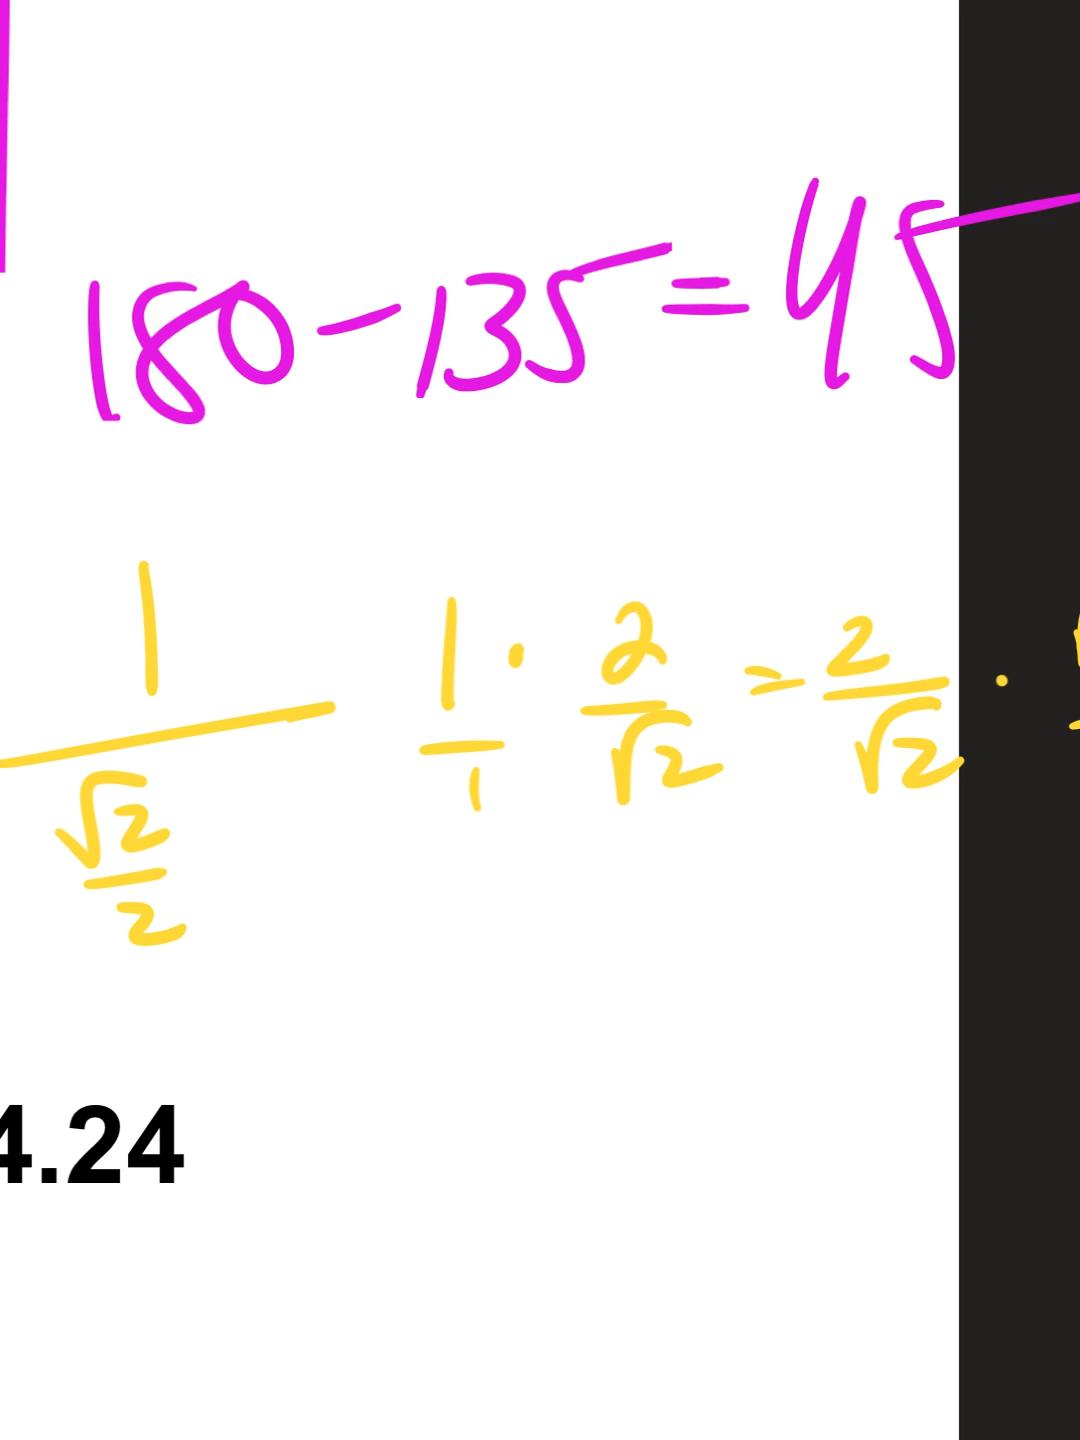 180-135=45
1/(√2/2) 1/1 · 2/√2 = 2/√2 ·
4.24